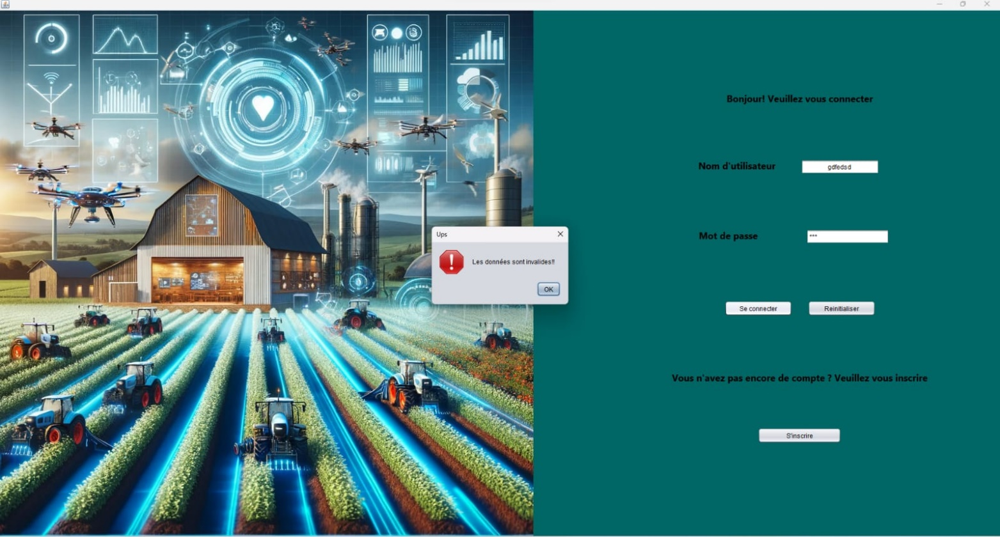 Bonjour! Veuillez vous connecter
Nom d'utilisateur
gdfedsd
Ups
Mot de passe
***
Les données sont invalides!!
OK
Se connecter
Reinitialiser
Vous n'avez pas encore de compte ? Veuillez vous inscrire
S'inscrire